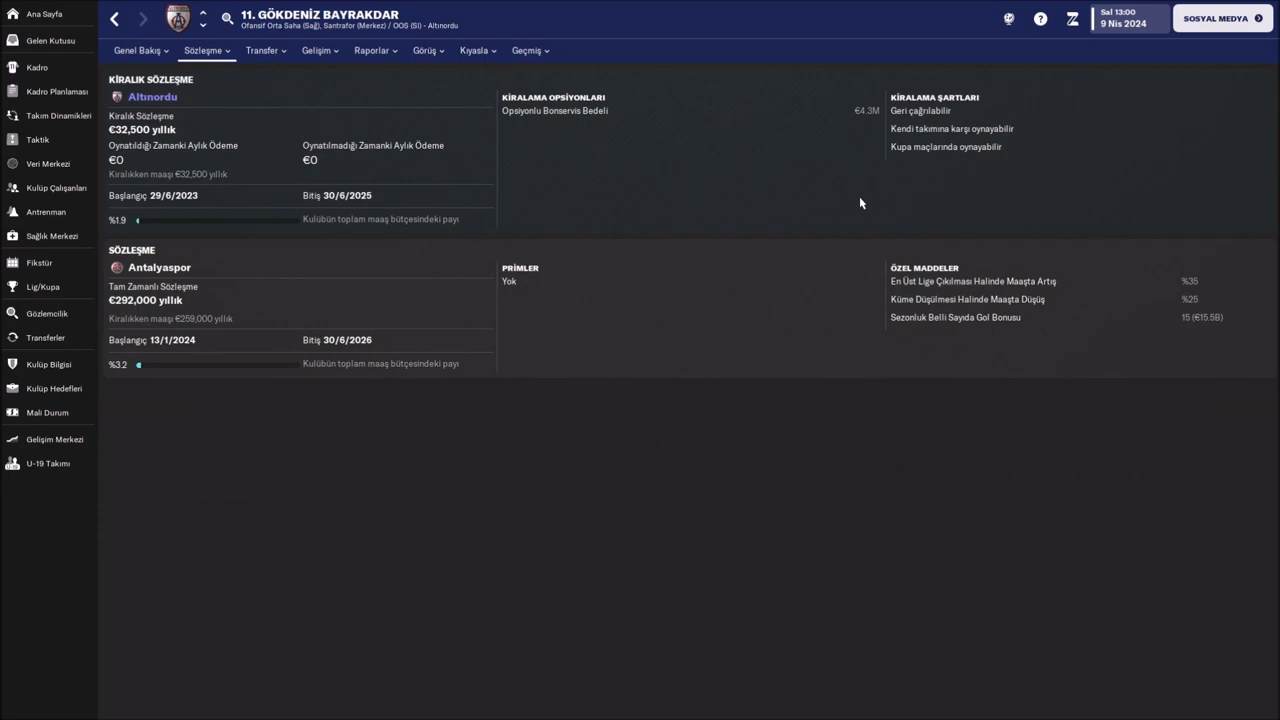 Ana Sayfa
Gelen Kutusu
Kadro
Kadro Planlaması
Takım Dinamikleri
Taktik
Veri Merkezi
Kulüp Çalışanları
Antrenman
Sağlık Merkezi
Fikstür
Lig/Kupa
Gözlemcilik
Transferler
Kulüp Bilgisi
Kulüp Hedefleri
Mali Durum
Gelişim Merkezi
U-19 Takımı
11. GÖKDENİZ BAYRAKDAR
Ofansif Orta Saha (Sağ), Santrafor (Merkez) / OOS (Sl) - Altınordu
Sal 13:00
9 Nis 2024
SOSYAL MEDYA
Genel Bakış
Sözleşme
Transfer
Gelişim
Raporlar
Görüş
Kıyasla
Geçmiş
KİRALIK SÖZLEŞME
Altınordu
Kiralık Sözleşme
€32,500 yıllık
Oynatıldığı Zamanki Aylık Ödeme
Oynatılmadığı Zamanki Aylık Ödeme
€0
€0
Kiralıkken maaşı €32,500 yıllık
Başlangıç 29/6/2023
Bitiş 30/6/2025
%1.9
Kulübün toplam maaş bütçesindeki payı
KİRALAMA OPSİYONLARI
Opsiyonlu Bonservis Bedeli
€4.3M
KİRALAMA ŞARTLARI
Geri çağrılabilir
Kendi takımına karşı oynayabilir
Kupa maçlarında oynayabilir
SÖZLEŞME
Antalyaspor
Tam Zamanlı Sözleşme
€292,000 yıllık
Kiralıkken maaşı €259,000 yıllık
Başlangıç 13/1/2024
Bitiş 30/6/2026
%3.2
Kulübün toplam maaş bütçesindeki payı
PRİMLER
Yok
ÖZEL MADDELER
En Üst Lige Çıkılması Halinde Maaşta Artış
%35
Küme Düşülmesi Halinde Maaşta Düşüş
%25
Sezonluk Belli Sayıda Gol Bonusu
15 (€15.5B)